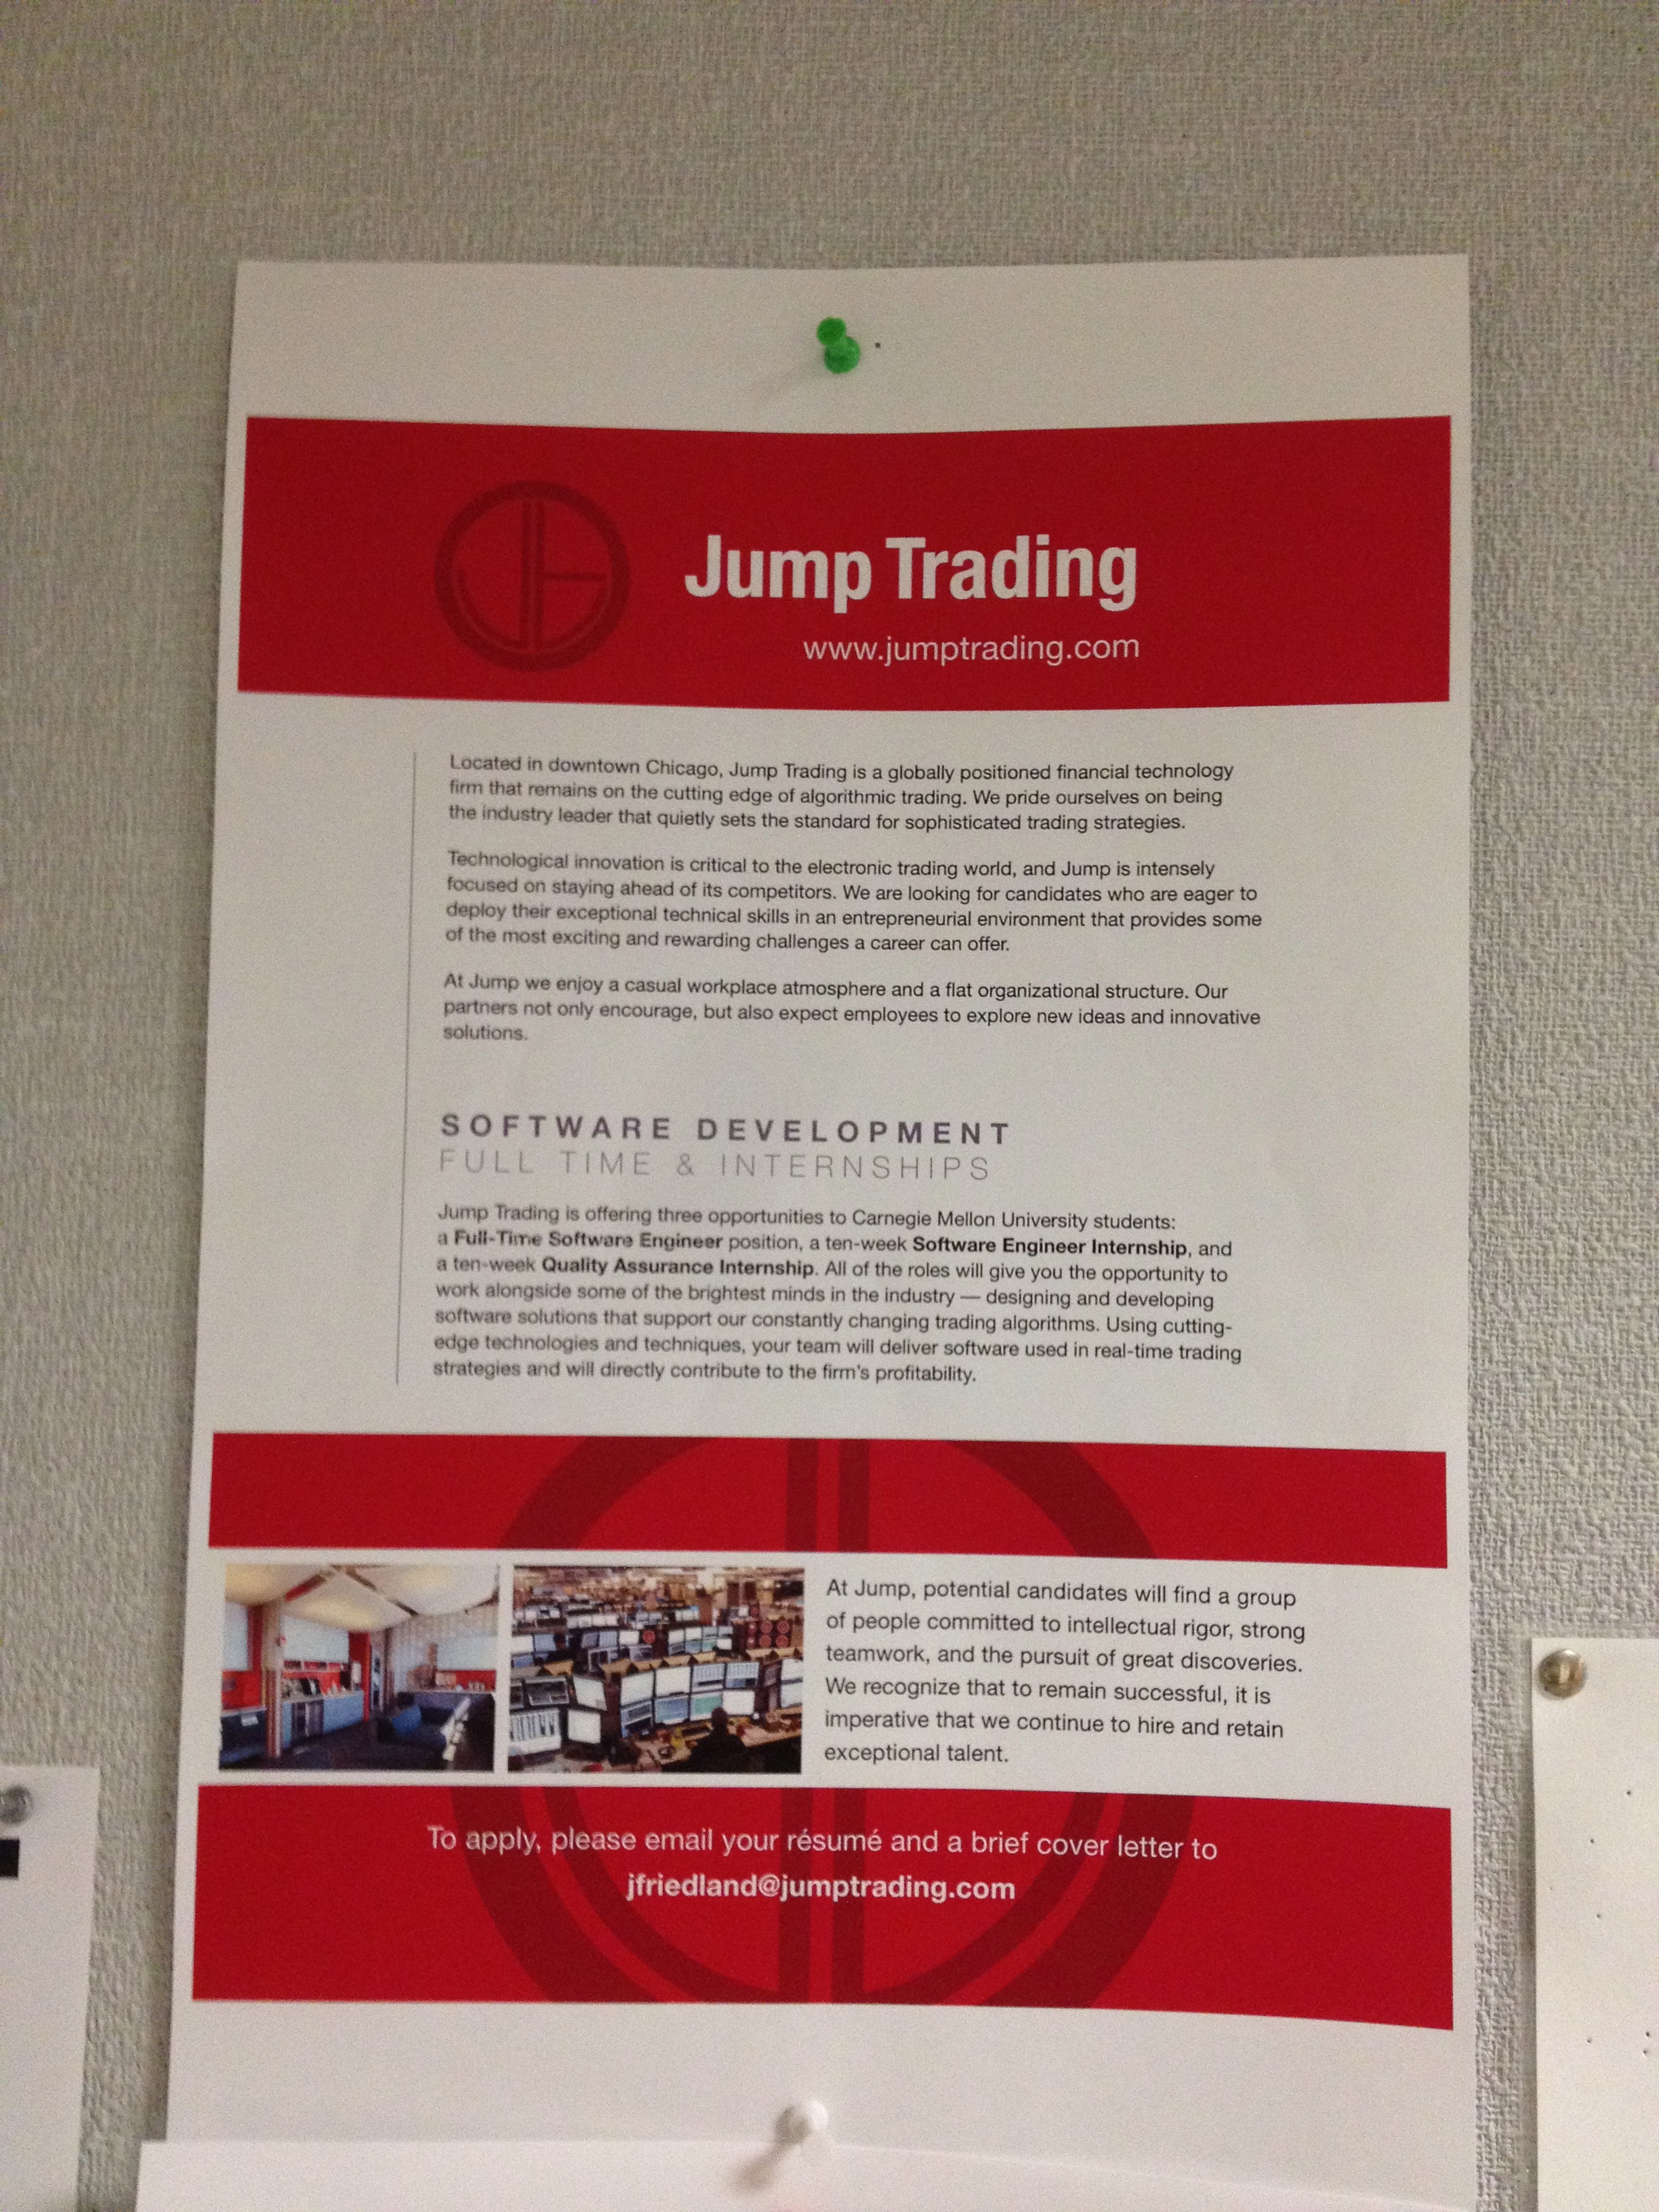 Jump Trading
www.jumptrading.com
Located in downtown Chicago, Jump Trading is a globally positioned financial technology
firm that remains on the cutting edge of algorithmic trading. We pride ourselves on being
the industry leader that quietly sets the standard for sophisticated trading strategies.
Technological innovation is critical to the electronic trading world, and Jump is intensely
focused on staying ahead of its competitors. We are looking for candidates who are eager to
deploy their exceptional technical skills in an entrepreneurial environment that provides some
of the most exciting and rewarding challenges a career can offer.
At Jump we enjoy a casual workplace atmosphere and a flat organizational structure. Our
partners not only encourage, but also expect employees to explore new ideas and innovative
solutions.
SOFTWARE DEVELOPMENT
FULL TIME & INTERNSHIPS
Jump Trading is offering three opportunities to Carnegie Mellon University students:
a Full-Time Software Engineer position, a ten-week Software Engineer Internship, and
a ten-week Quality Assurance Internship. All of the roles will give you the opportunity to
work alongside some of the brightest minds in the industry — designing and developing
software solutions that support our constantly changing trading algorithms. Using cutting-
edge technologies and techniques, your team will deliver software used in real-time trading
strategies and will directly contribute to the firm's profitability.
At Jump, potential candidates will find a group
of people committed to intellectual rigor, strong
teamwork, and the pursuit of great discoveries.
We recognize that to remain successful, it is
imperative that we continue to hire and retain
exceptional talent.
To apply, please email your résumé and a brief cover letter to
jfriedland@jumptrading.com